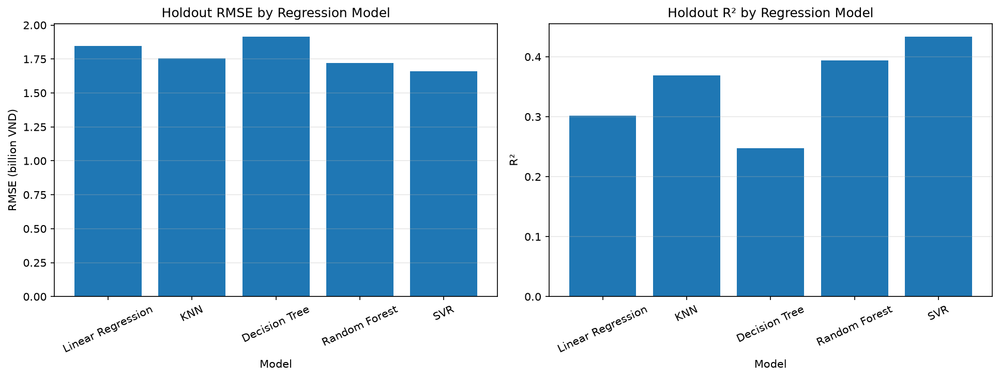 Holdout RMSE by Regression Model
RMSE (billion VND)
2.00
1.75
1.50
1.25
1.00
0.75
0.50
0.25
0.00
Linear Regression
KNN
Decision Tree
Random Forest
SVR
Model
Holdout R² by Regression Model
R²
0.4
0.3
0.2
0.1
0.0
Linear Regression
KNN
Decision Tree
Random Forest
SVR
Model